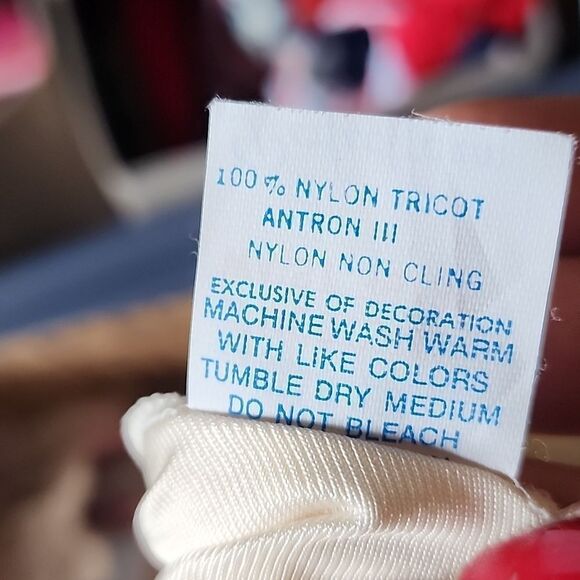 100% NYLON TRICOT
ANTRON III
NYLON NON CLING
EXCLUSIVE OF DECORATION
MACHINE WASH WARM
WITH LIKE COLORS
TUMBLE DRY MEDIUM
DO NOT BLEACH